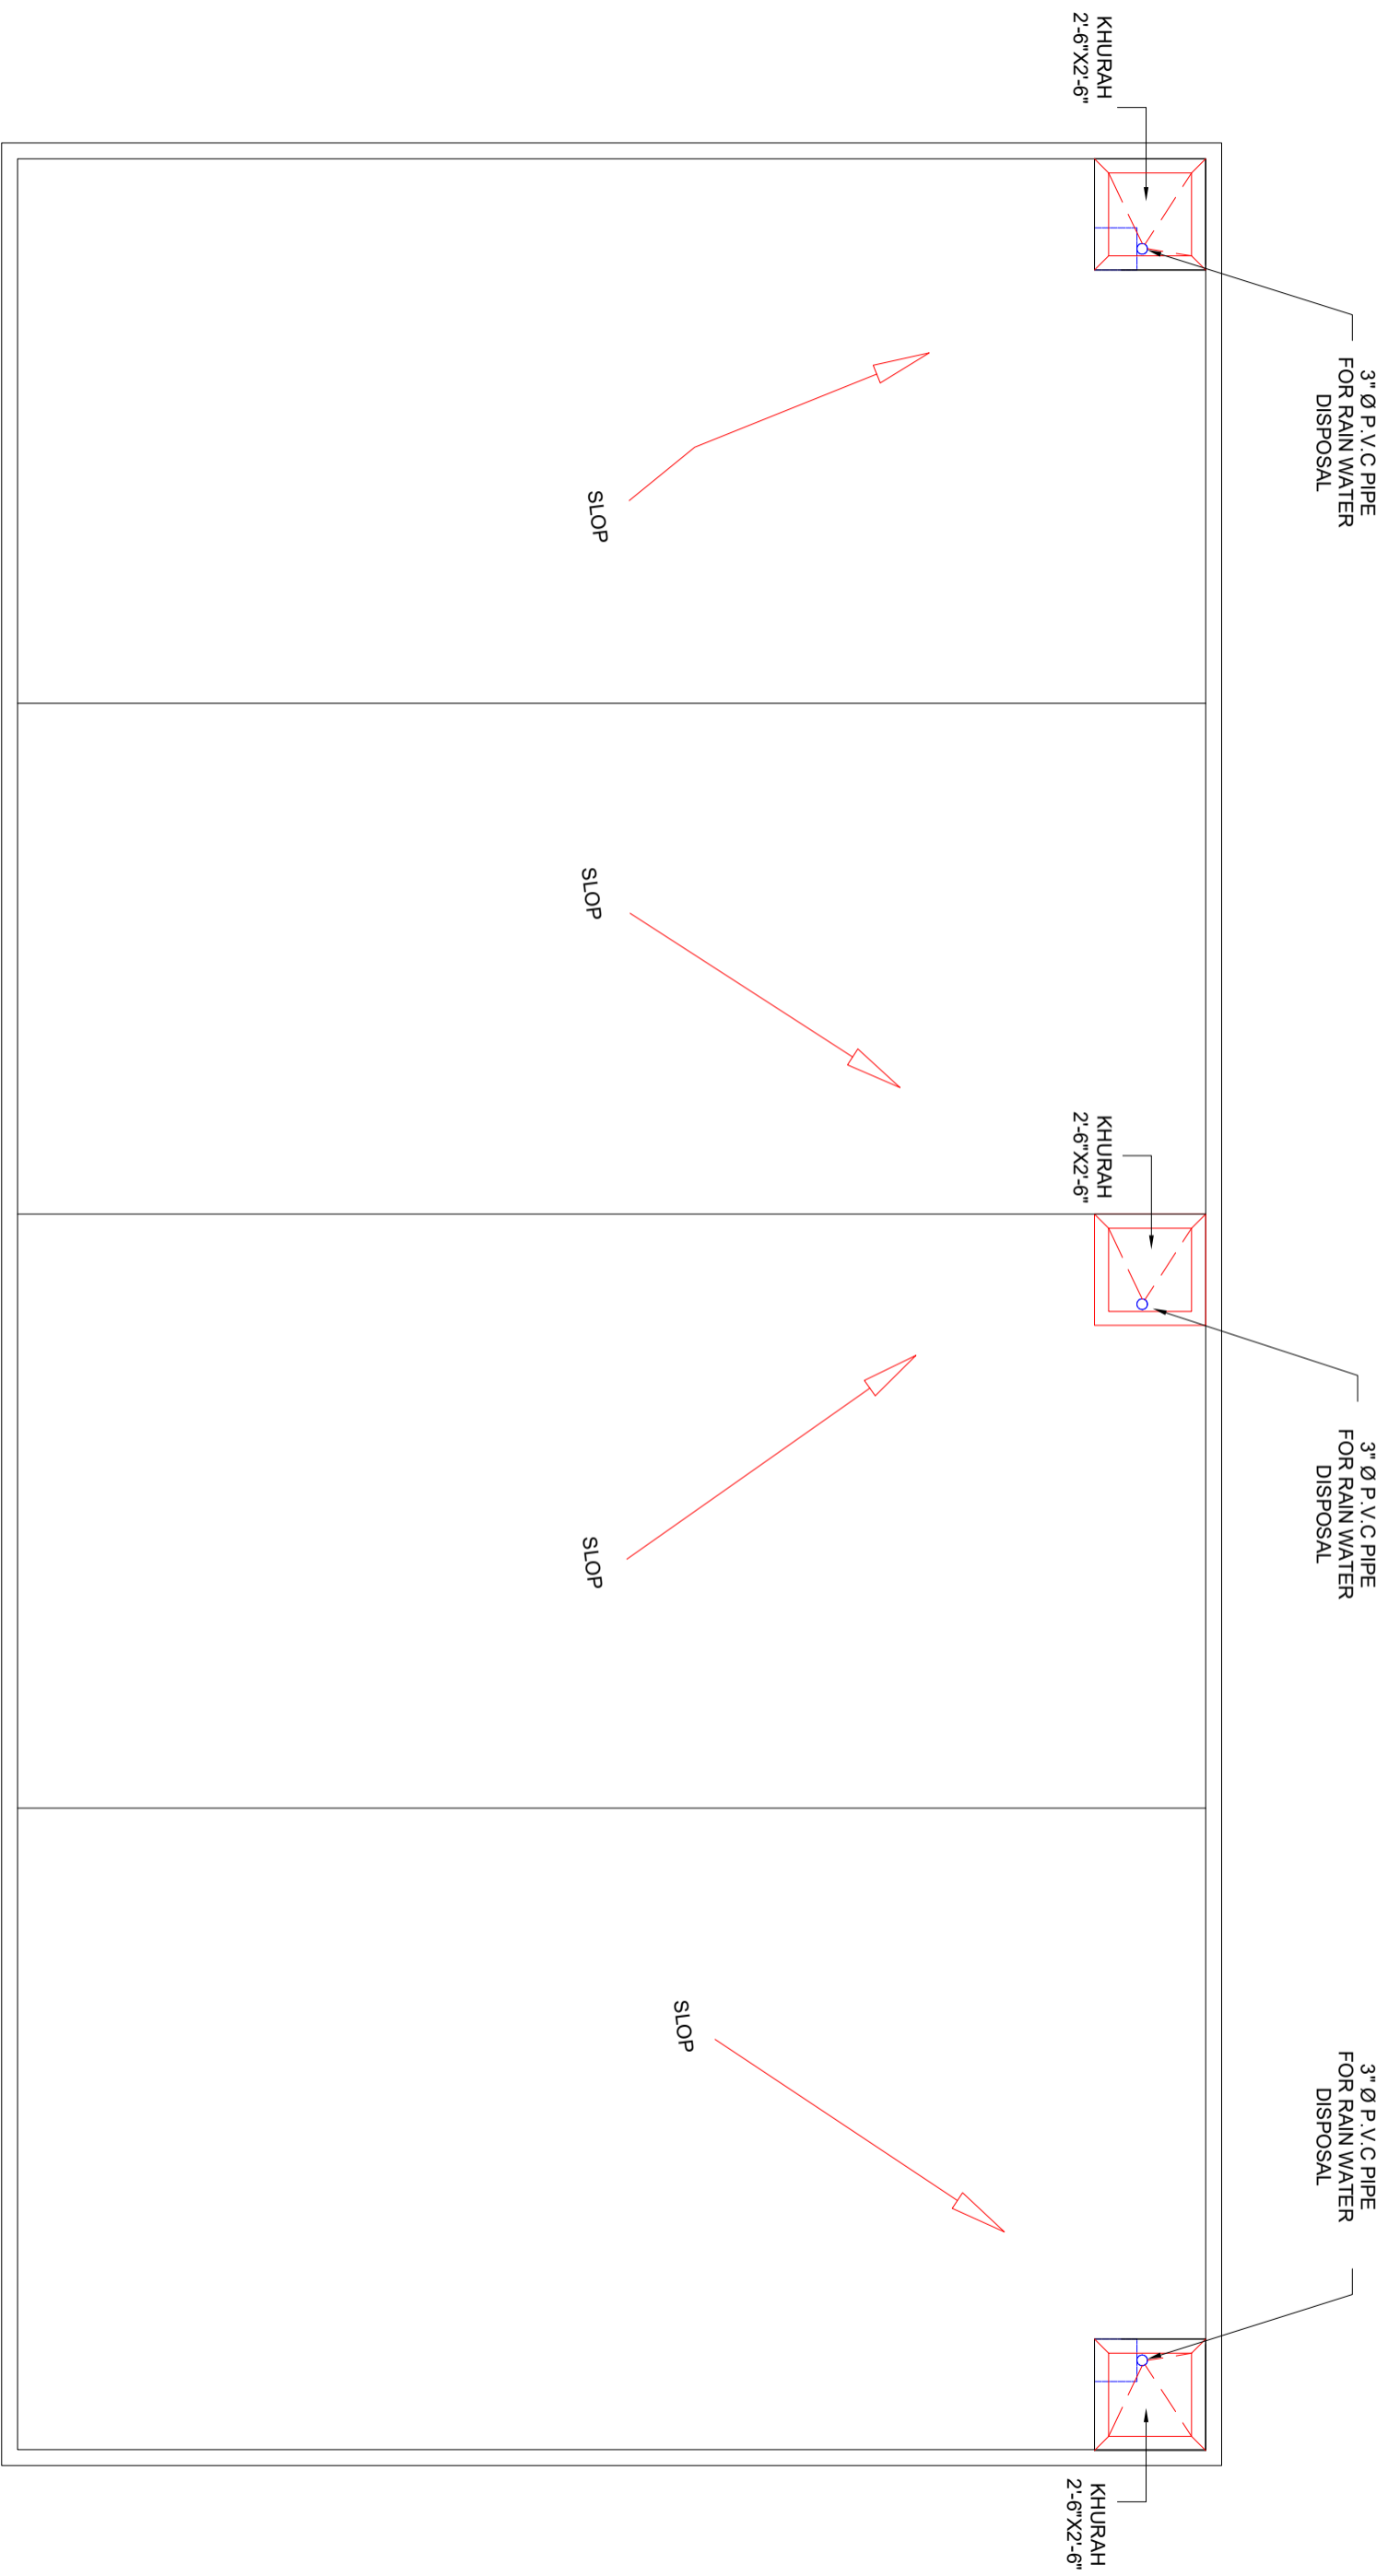 3" Ø P.V.C PIPE
FOR RAIN WATER
DISPOSAL
3" Ø P.V.C PIPE
FOR RAIN WATER
DISPOSAL
3" Ø P.V.C PIPE
FOR RAIN WATER
DISPOSAL
KHURAH
2'-6"X2'-6"
KHURAH
2'-6"X2'-6"
KHURAH
2'-6"X2'-6"
SLOP
SLOP
SLOP
SLOP